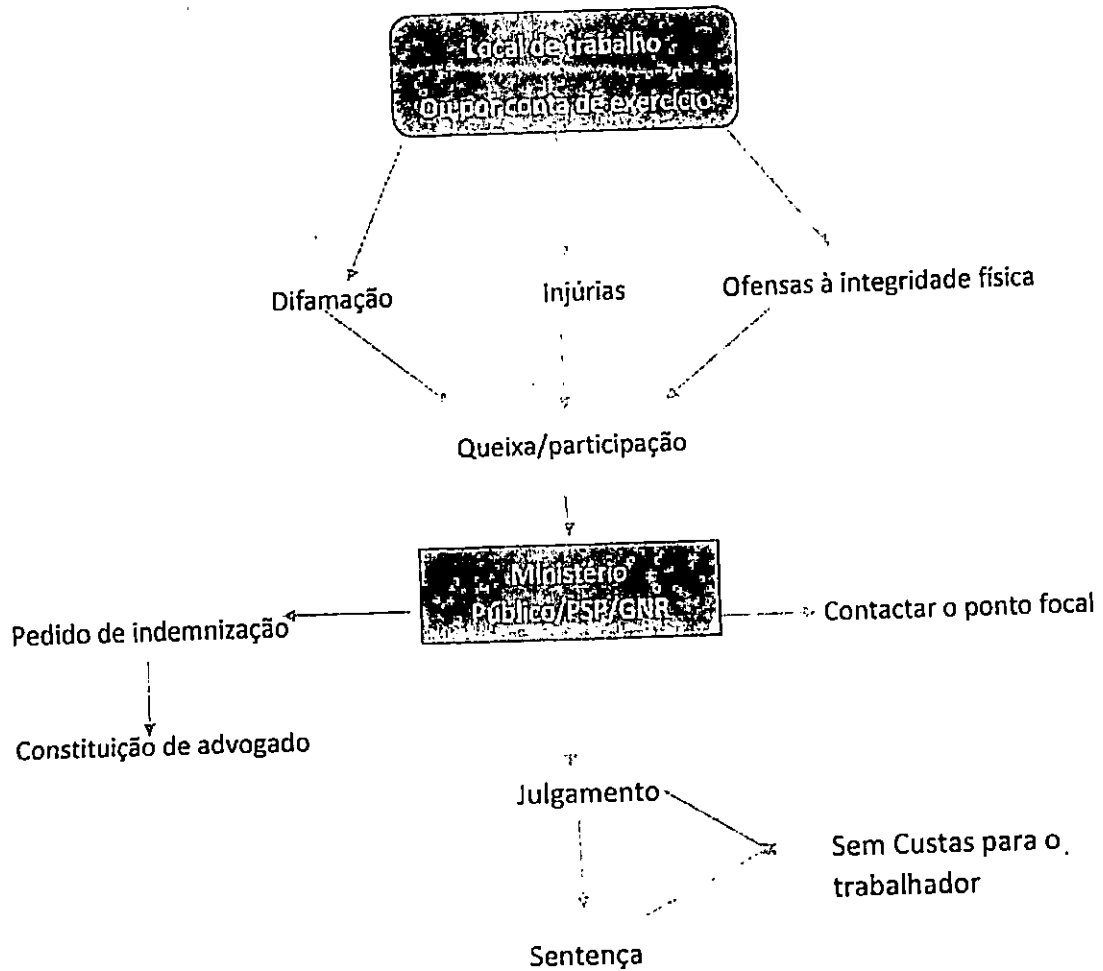 Local de trabalho
Ou por conta de exercício
Difamação
Injúrias
Ofensas à integridade física
Queixa/participação
Ministério
Público/PSP/GNR
Pedido de indemnização
Contactar o ponto focal
Constituição de advogado
Julgamento
Sem Custas para o
trabalhador
Sentença